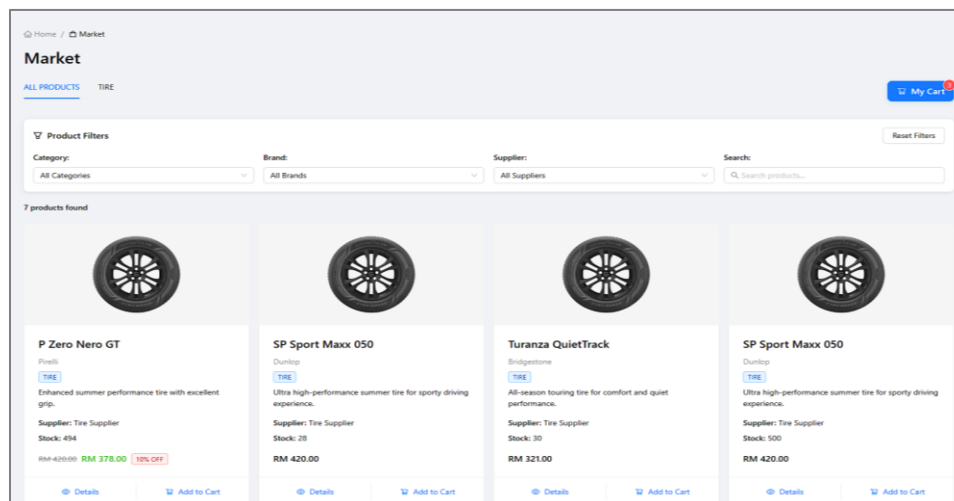 Home / Market
Market
ALL PRODUCTS TIRE
My Cart 3
Product Filters
Reset Filters
Category: Brand: Supplier: Search:
All Categories All Brands All Suppliers Search products...
7 products found
P Zero Nero GT
Pirelli
TIRE
Enhanced summer performance tire with excellent
grip.
Supplier: Tire Supplier
Stock: 494
RM 420.00 RM 378.00 10% OFF
Details Add to Cart
SP Sport Maxx 050
Dunlop
TIRE
Ultra high-performance summer tire for sporty driving
experience.
Supplier: Tire Supplier
Stock: 28
RM 420.00
Details Add to Cart
Turanza QuietTrack
Bridgestone
TIRE
All-season touring tire for comfort and quiet
performance.
Supplier: Tire Supplier
Stock: 30
RM 321.00
Details Add to Cart
SP Sport Maxx 050
Dunlop
TIRE
Ultra high-performance summer tire for sporty driving
experience.
Supplier: Tire Supplier
Stock: 500
RM 420.00
Details Add to Cart